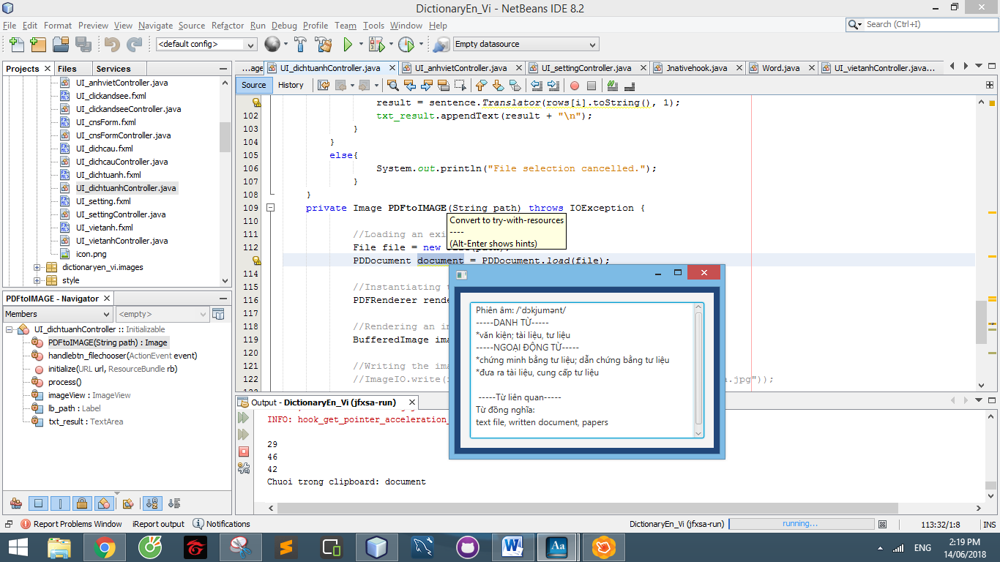 DictionaryEn_Vi - NetBeans IDE 8.2
File Edit Format Preview View Navigate Source Refactor Run Debug Profile Team Tools Window Help
Search (Ctrl+I)
<default config>
Empty datasource
Projects Files Services
UI_anhvietController.java
UI_clickandsee.fxml
UI_clickandseeController.java
UI_cnsForm.fxml
UI_cnsFormController.java
UI_dichcau.fxml
UI_dichcauController.java
UI_dichtuanh.fxml
UI_dichtuanhController.java
UI_setting.fxml
UI_settingController.java
UI_vietanh.fxml
UI_vietanhController.java
icon.png
dictionaryen_vi.images
style
PDFtoIMAGE - Navigator
Members
<empty>
UI_dichtuanhController :: Initializable
PDFtoIMAGE(String path) : Image
handlebtn_filechooser(ActionEvent event)
initialize(URL url, ResourceBundle rb)
process()
imageView : ImageView
lb_path : Label
txt_result : TextArea
...age UI_dichtuanhController.java UI_anhvietController.java UI_settingController.java Jnativehook.java Word.java UI_vietanhController.java...
Source History
result = sentence.Translator(rows[i].toString(), 1);
102 txt_result.appendText(result + "\n");
103 }
104 }
105 else{
106 System.out.println("File selection cancelled.");
107 }
108 }
109 private Image PDFtoIMAGE(String path) throws IOException {
110
Convert to try-with-resources
----
(Alt-Enter shows hints)
111 //Loading an exi
112 File file = new
PDDocument document = PDDocument.load(file);
114
115 //Instantiating
116 PDFRenderer rende
117
118 //Rendering an im
119 BufferedImage ima
120
121 //Writing the ima
122 //ImageIO.write( a.jpg"));
Phiên âm: /'dɔkjumənt/
-----DANH TỪ-----
*văn kiện; tài liệu, tư liệu
-----NGOẠI ĐỘNG TỪ-----
*chứng minh bằng tư liệu; dẫn chứng bằng tư liệu
*đưa ra tài liệu, cung cấp tư liệu
-----Từ liên quan-----
Từ đồng nghĩa:
text file, written document, papers
Output - DictionaryEn_Vi (jfxsa-run)
INFO: hook_get_pointer_acceleration_
29
46
42
Chuoi trong clipboard: document
Report Problems Window iReport output Notifications
DictionaryEn_Vi (jfxsa-run) running... 113:32/1:8 INS
ENG
2:19 PM
14/06/2018